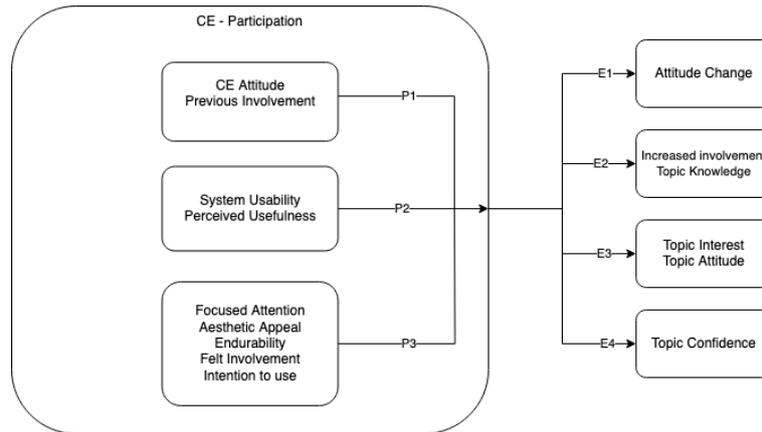 CE - Participation
CE Attitude
Previous Involvement
P1
System Usability
Perceived Usefulness
P2
Focused Attention
Aesthetic Appeal
Endurability
Felt Involvement
Intention to use
P3
E1
Attitude Change
E2
Increased involvemen
Topic Knowledge
E3
Topic Interest
Topic Attitude
E4
Topic Confidence